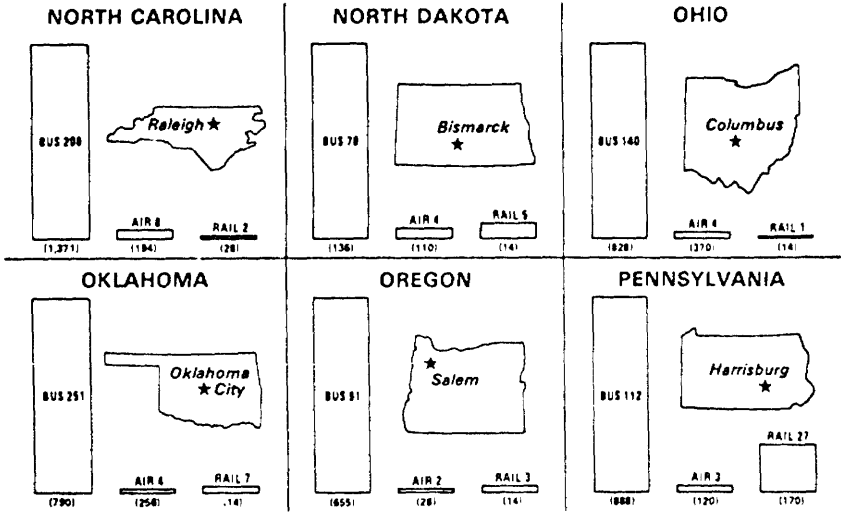 NORTH CAROLINA
BUS 298
Raleigh
AIR 8
RAIL 2
(1,371)
(194)
(28)
NORTH DAKOTA
BUS 78
Bismarck
AIR 4
RAIL 5
(136)
(110)
(14)
OHIO
BUS 140
Columbus
AIR 4
RAIL 1
(828)
(370)
(14)
OKLAHOMA
BUS 251
Oklahoma
City
AIR 4
RAIL 7
(790)
(256)
OREGON
Salem
AIR 2
RAIL 3
(655)
(28)
(14)
PENNSYLVANIA
BUS 112
Harrisburg
AIR 3
RAIL 27
(888)
(120)
(170)